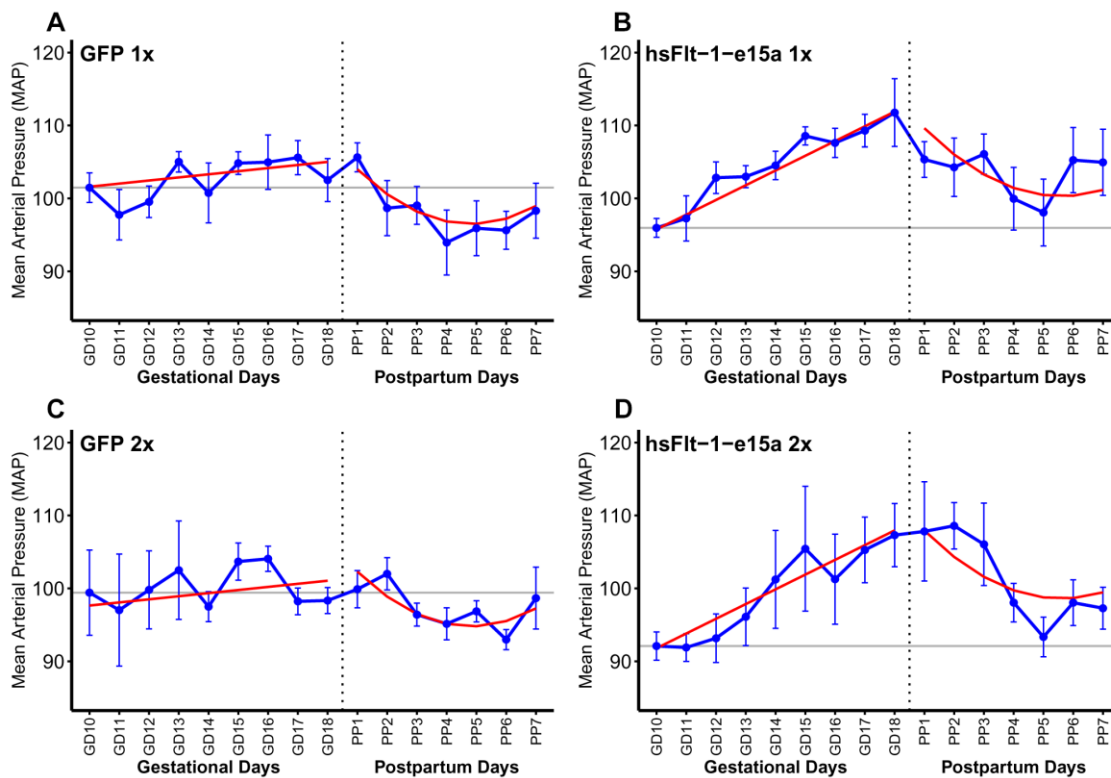 A
GFP 1x
Mean Arterial Pressure (MAP)
120
110
100
90
GD10 GD11 GD12 GD13 GD14 GD15 GD16 GD17 GD18 PP1 PP2 PP3 PP4 PP5 PP6 PP7
Gestational Days Postpartum Days
B
hsFlt−1−e15a 1x
Mean Arterial Pressure (MAP)
120
110
100
90
GD10 GD11 GD12 GD13 GD14 GD15 GD16 GD17 GD18 PP1 PP2 PP3 PP4 PP5 PP6 PP7
Gestational Days Postpartum Days
C
GFP 2x
Mean Arterial Pressure (MAP)
120
110
100
90
GD10 GD11 GD12 GD13 GD14 GD15 GD16 GD17 GD18 PP1 PP2 PP3 PP4 PP5 PP6 PP7
Gestational Days Postpartum Days
D
hsFlt−1−e15a 2x
Mean Arterial Pressure (MAP)
120
110
100
90
GD10 GD11 GD12 GD13 GD14 GD15 GD16 GD17 GD18 PP1 PP2 PP3 PP4 PP5 PP6 PP7
Gestational Days Postpartum Days